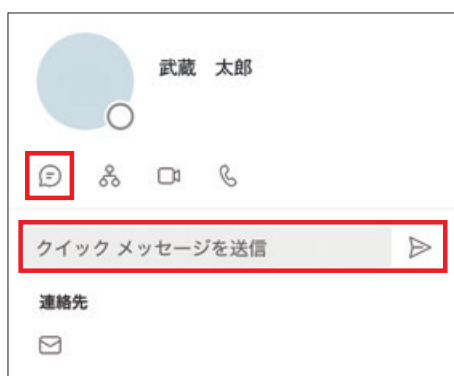 武蔵　太郎
クイック メッセージを送信
連絡先